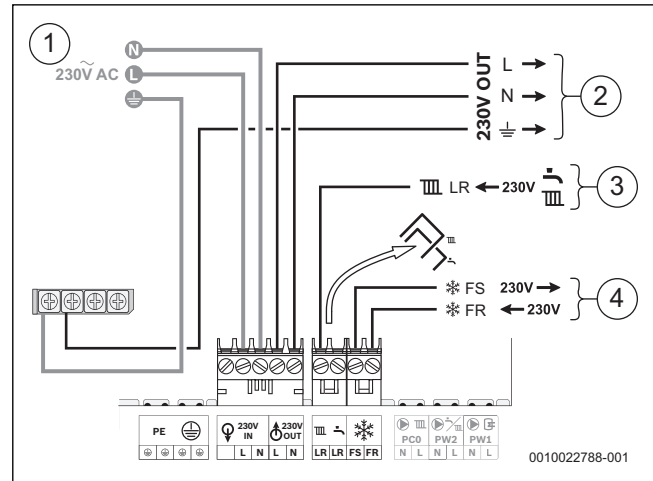 1
N
230V AC
L
230V OUT
L
N
2
LR
230V
3
FS
230V
FR
230V
4
PE
230V
IN
L
N
230V
OUT
L
N
LR
LR
FS
FR
PC0
N
L
PW2
N
L
PW1
N
L
0010022788-001